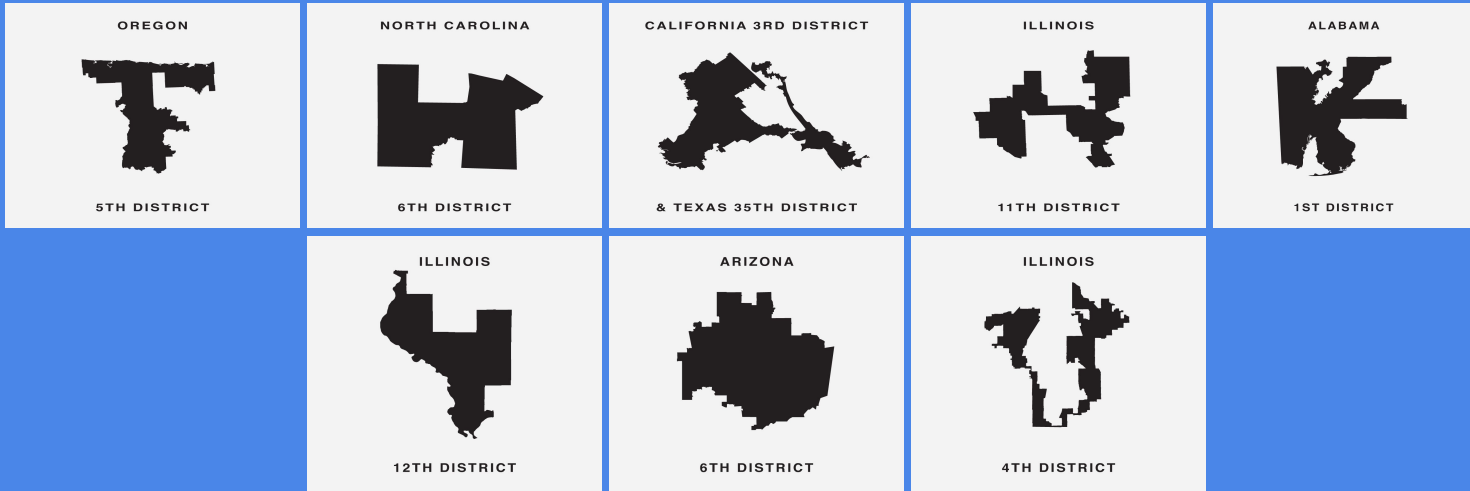 OREGON
5TH DISTRICT
NORTH CAROLINA
6TH DISTRICT
CALIFORNIA 3RD DISTRICT
& TEXAS 35TH DISTRICT
ILLINOIS
11TH DISTRICT
ALABAMA
1ST DISTRICT
ILLINOIS
12TH DISTRICT
ARIZONA
6TH DISTRICT
ILLINOIS
4TH DISTRICT